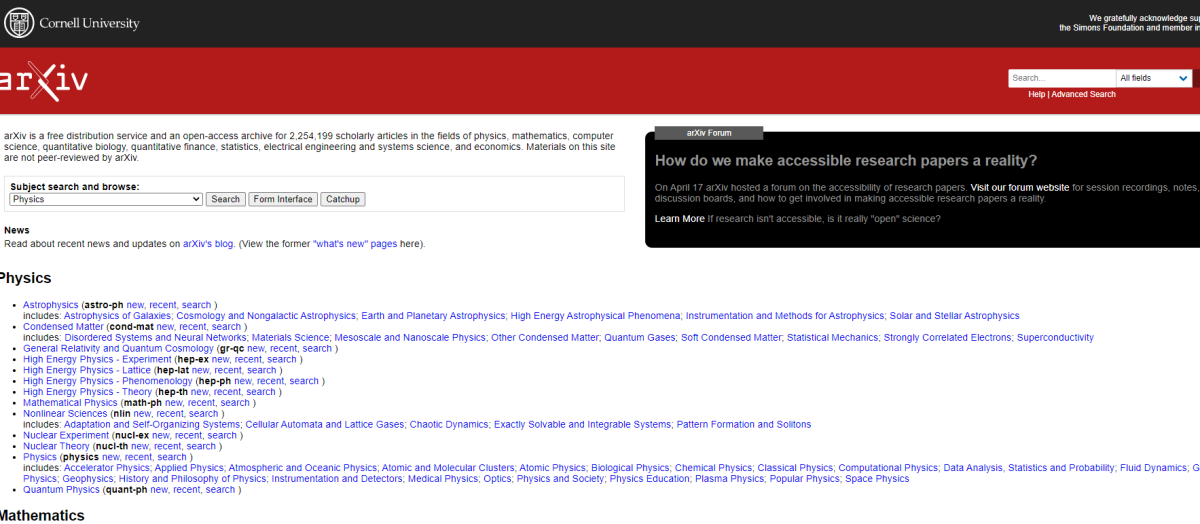 Cornell University
We gratefully acknowledge
the Simons Foundation and member
arXiv
Search...
All fields
Help | Advanced Search
arXiv is a free distribution service and an open-access archive for 2,254,199 scholarly articles in the fields of physics, mathematics, computer
science, quantitative biology, quantitative finance, statistics, electrical engineering and systems science, and economics. Materials on this site
are not peer-reviewed by arXiv.
Subject search and browse:
Physics
Search
Form Interface
Catchup
News
Read about recent news and updates on arXiv's blog. (View the former "what's new" pages here).
arXiv Forum
How do we make accessible research papers a reality?
On April 17 arXiv hosted a forum on the accessibility of research papers. Visit our forum website for session recordings, notes,
discussion boards, and how to get involved in making accessible research papers a reality.
Learn More If research isn't accessible, is it really "open" science?
Physics
Astrophysics (astro-ph new, recent, search )
includes: Astrophysics of Galaxies; Cosmology and Nongalactic Astrophysics; Earth and Planetary Astrophysics; High Energy Astrophysical Phenomena; Instrumentation and Methods for Astrophysics; Solar and Stellar Astrophysics
Condensed Matter (cond-mat new, recent, search )
includes: Disordered Systems and Neural Networks; Materials Science; Mesoscale and Nanoscale Physics; Other Condensed Matter; Quantum Gases; Soft Condensed Matter; Statistical Mechanics; Strongly Correlated Electrons; Superconductivity
General Relativity and Quantum Cosmology (gr-qc new, recent, search )
High Energy Physics - Experiment (hep-ex new, recent, search )
High Energy Physics - Lattice (hep-lat new, recent, search )
High Energy Physics - Phenomenology (hep-ph new, recent, search )
High Energy Physics - Theory (hep-th new, recent, search )
Mathematical Physics (math-ph new, recent, search )
Nonlinear Sciences (nlin new, recent, search )
includes: Adaptation and Self-Organizing Systems; Cellular Automata and Lattice Gases; Chaotic Dynamics; Exactly Solvable and Integrable Systems; Pattern Formation and Solitons
Nuclear Experiment (nucl-ex new, recent, search )
Nuclear Theory (nucl-th new, recent, search )
Physics (physics new, recent, search )
includes: Accelerator Physics; Applied Physics; Atmospheric and Oceanic Physics; Atomic and Molecular Clusters; Atomic Physics; Biological Physics; Chemical Physics; Classical Physics; Computational Physics; Data Analysis, Statistics and Probability; Fluid Dynamics;
Physics; Geophysics; History and Philosophy of Physics; Instrumentation and Detectors; Medical Physics; Optics; Physics and Society; Physics Education; Plasma Physics; Popular Physics; Space Physics
Quantum Physics (quant-ph new, recent, search )
Mathematics